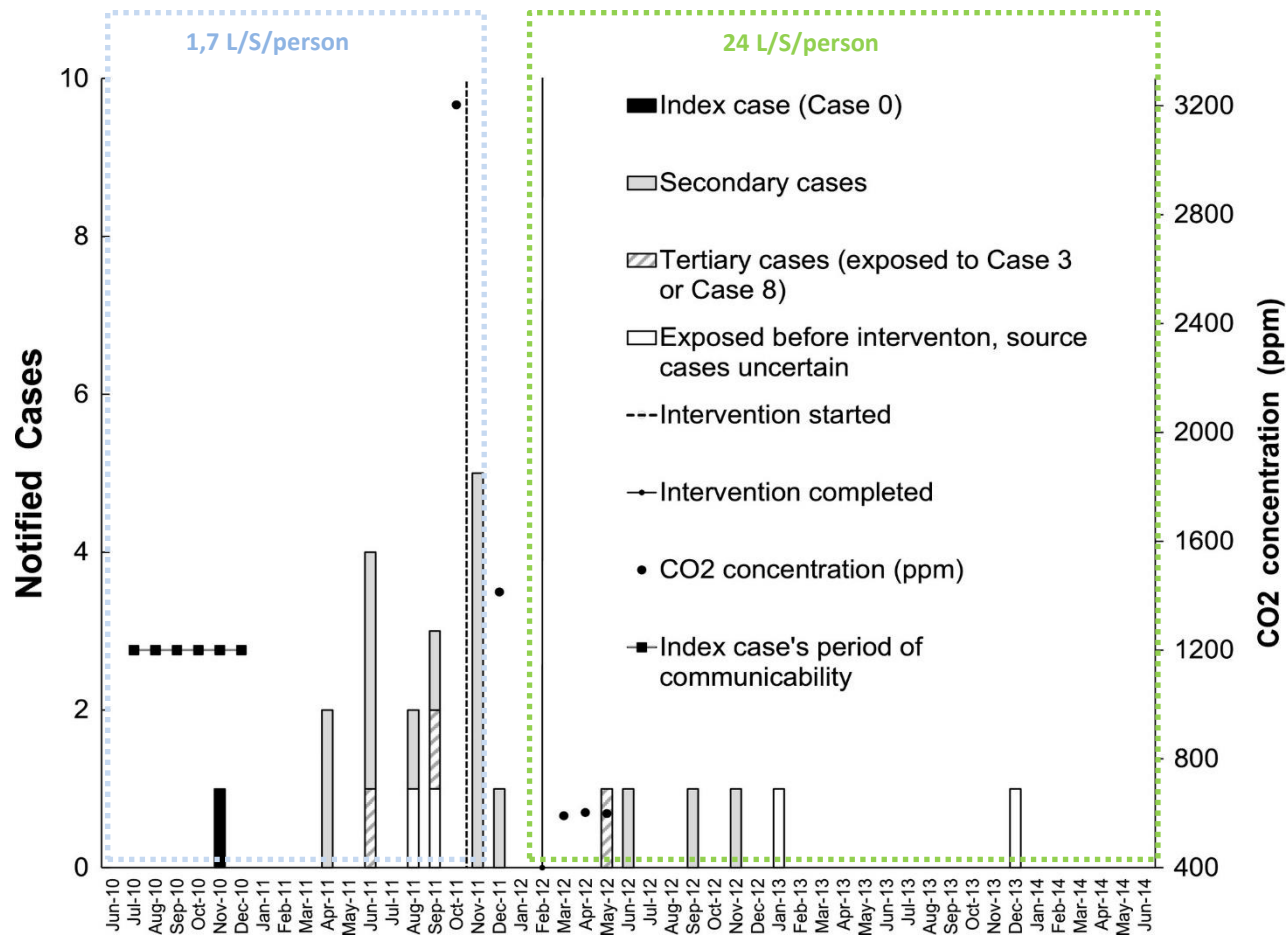 1,7 L/S/person
24 L/S/person
10
8
6
4
2
0
Notified Cases
Index case (Case 0)
Secondary cases
Tertiary cases (exposed to Case 3
or Case 8)
Exposed before interventon, source
cases uncertain
Intervention started
Intervention completed
CO2 concentration (ppm)
Index case's period of
communicability
3200
2800
2400
2000
1600
1200
800
400
CO2 concentration (ppm)
Jun-10
Jul-10
Aug-10
Sep-10
Oct-10
Nov-10
Dec-10
Jan-11
Feb-11
Mar-11
Apr-11
May-11
Jun-11
Jul-11
Aug-11
Sep-11
Oct-11
Nov-11
Dec-11
Jan-12
Feb-12
Mar-12
Apr-12
May-12
Jun-12
Jul-12
Aug-12
Sep-12
Oct-12
Nov-12
Dec-12
Jan-13
Feb-13
Mar-13
Apr-13
May-13
Jun-13
Jul-13
Aug-13
Sep-13
Oct-13
Nov-13
Dec-13
Jan-14
Feb-14
Mar-14
Apr-14
May-14
Jun-14